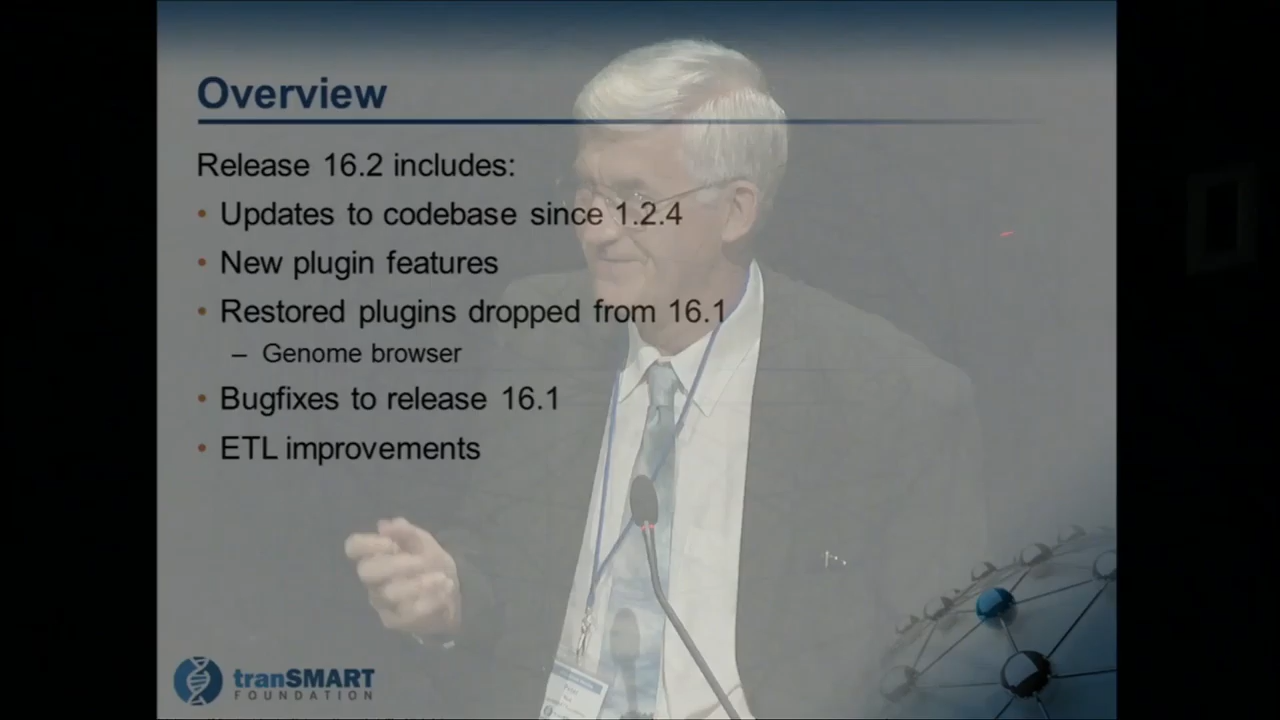 Overview
Release 16.2 includes:
• Updates to codebase since 1.2.4
• New plugin features
• Restored plugins dropped from 16.1
– Genome browser
• Bugfixes to release 16.1
• ETL improvements
tranSMART
FOUNDATION